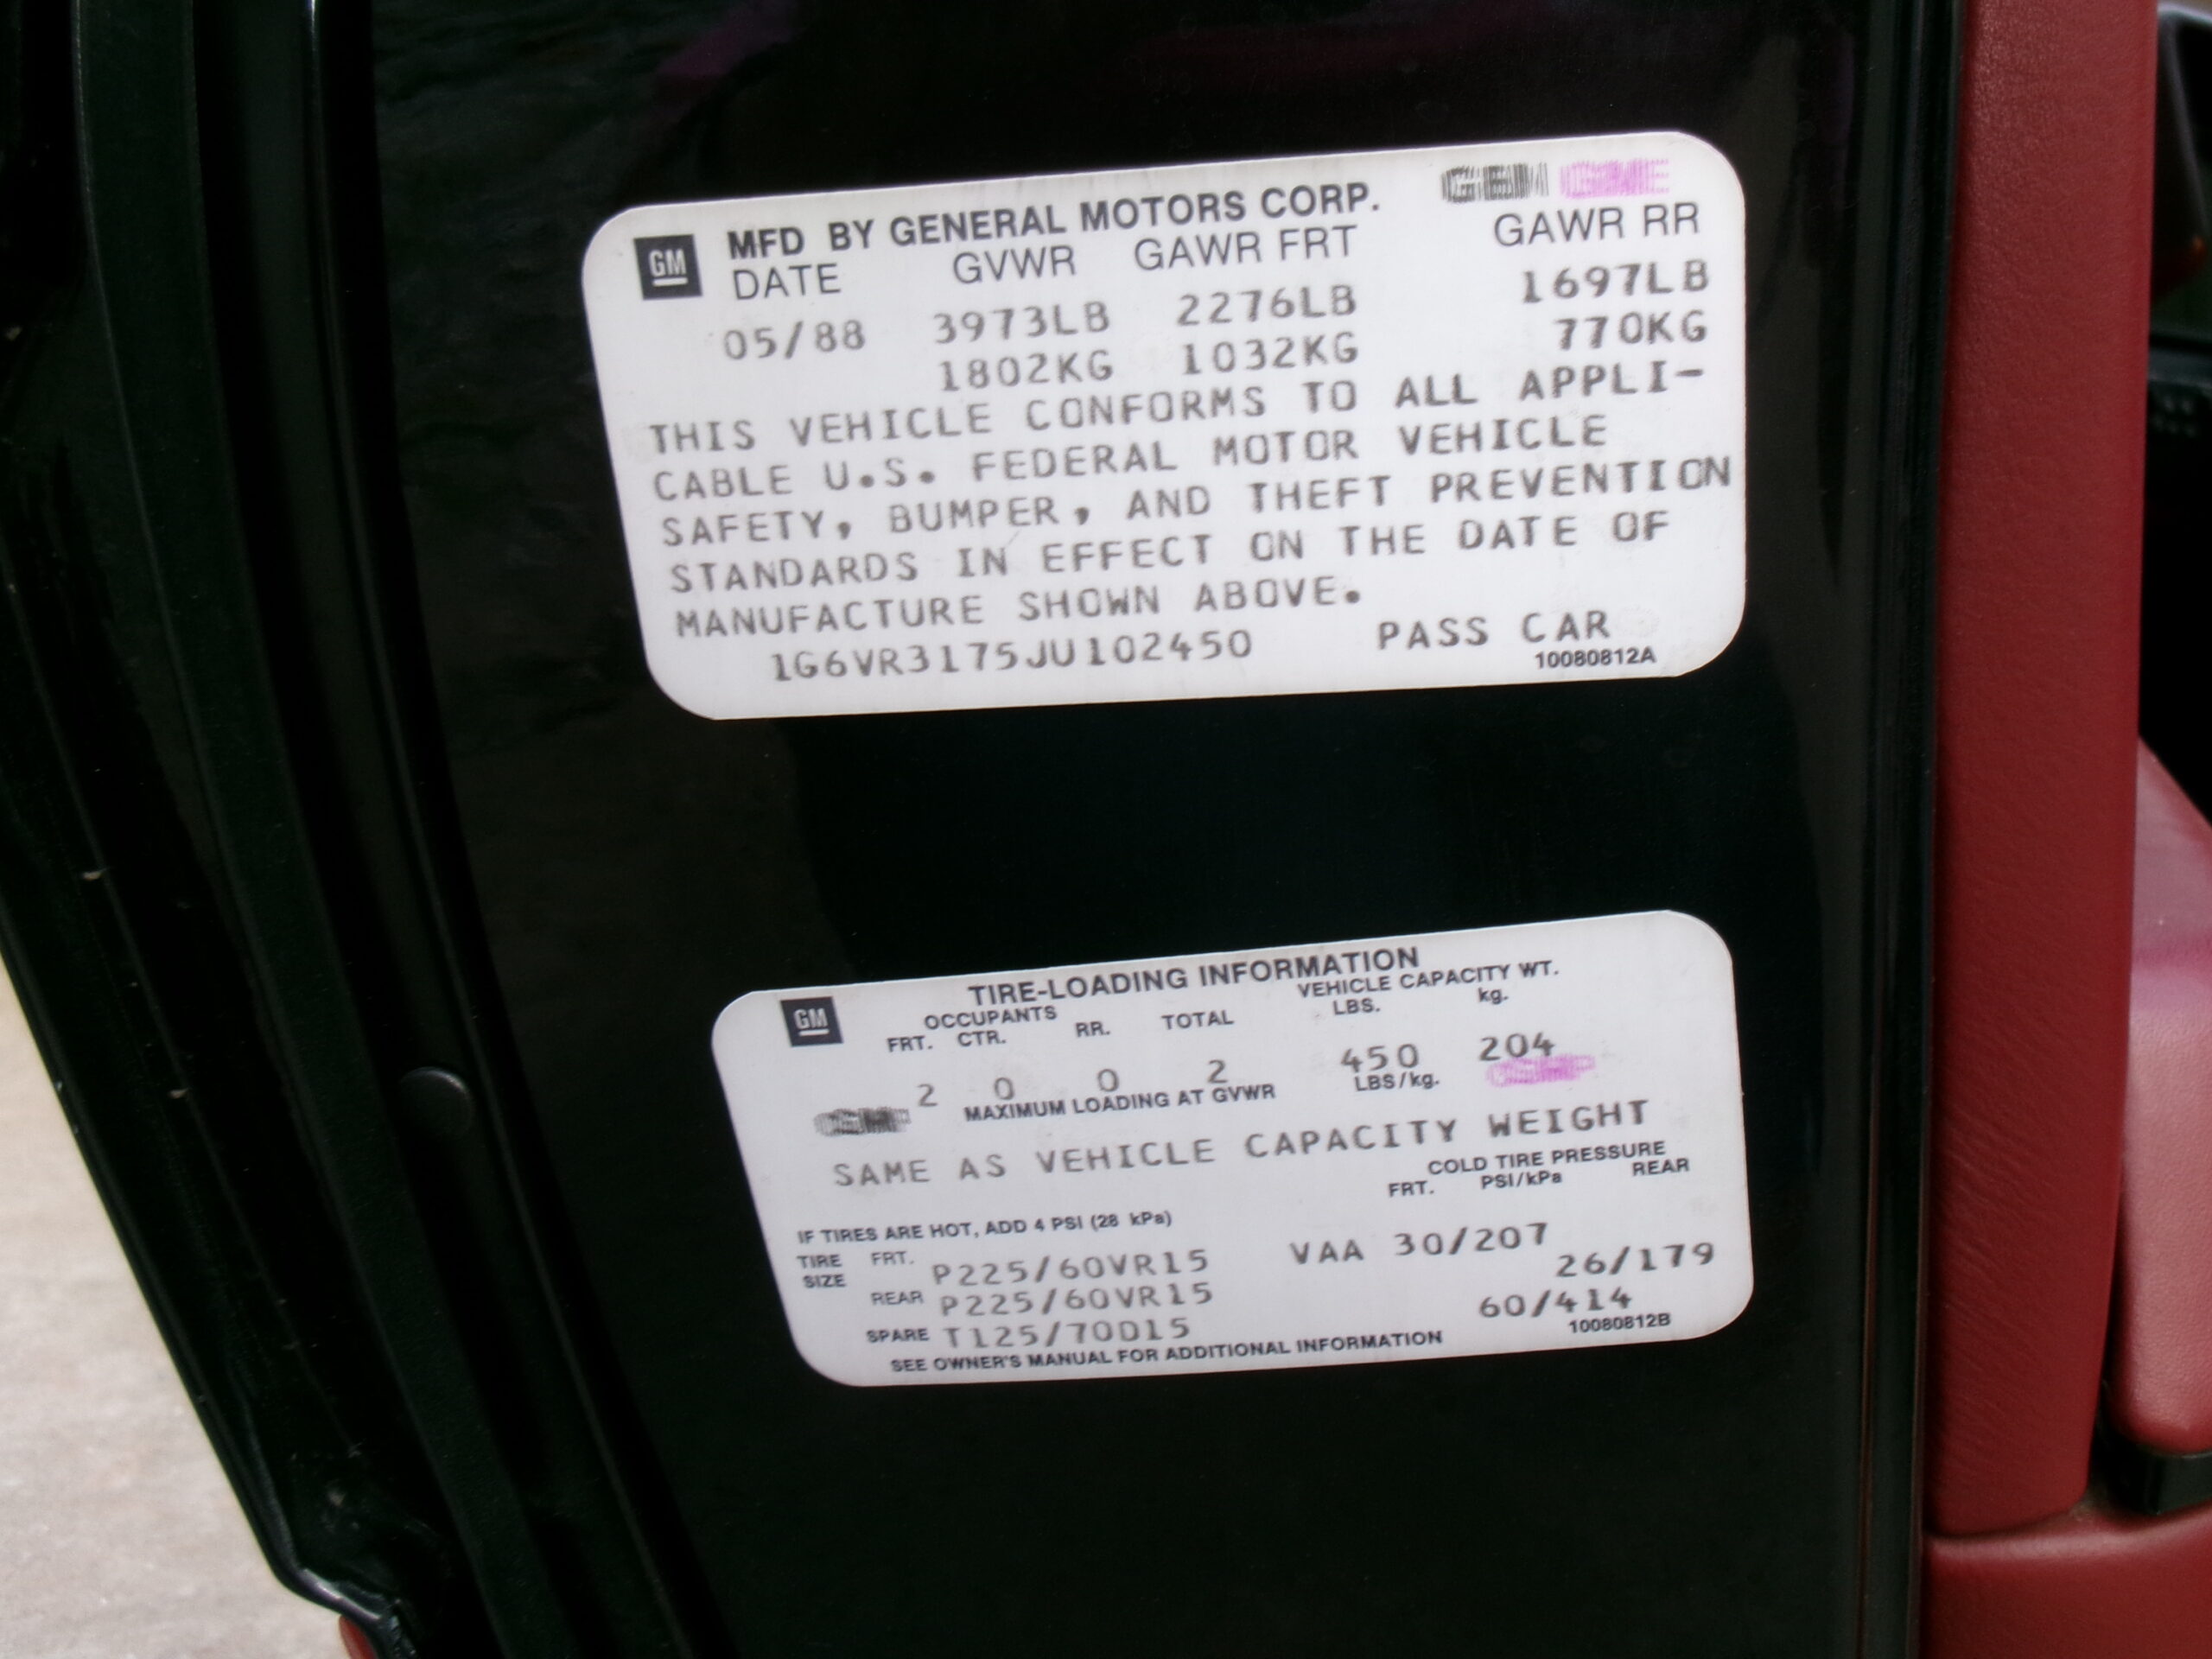 GM MFD BY GENERAL MOTORS CORP.
DATE GVWR GAWR FRT GAWR RR
05/88 3973LB 2276LB 1697LB
1802KG 1032KG 770KG
THIS VEHICLE CONFORMS TO ALL APPLI-
CABLE U.S. FEDERAL MOTOR VEHICLE
SAFETY, BUMPER, AND THEFT PREVENTION
STANDARDS IN EFFECT ON THE DATE OF
MANUFACTURE SHOWN ABOVE.
1G6VR3175JU102450 PASS CAR
10080812A
GM TIRE-LOADING INFORMATION
OCCUPANTS VEHICLE CAPACITY WT.
FRT. CTR. RR. TOTAL LBS. kg.
2 0 0 2 450 204
MAXIMUM LOADING AT GVWR LBS/kg.
SAME AS VEHICLE CAPACITY WEIGHT
COLD TIRE PRESSURE
FRT. PSI/kPa REAR
IF TIRES ARE HOT, ADD 4 PSI (28 kPa)
TIRE SIZE FRT. P225/60VR15 VAA 30/207
REAR P225/60VR15 26/179
SPARE T125/70D15 60/414
SEE OWNER'S MANUAL FOR ADDITIONAL INFORMATION 10080812B